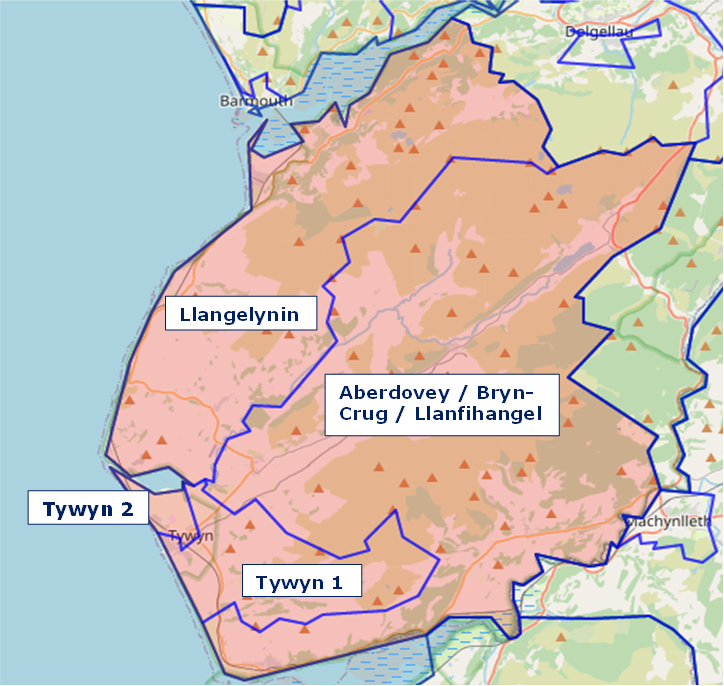 Dolgellau
Barmouth
Llangelynin
Aberdovey / Bryn-
Crug / Llanfihangel
Tywyn 2
Machynlleth
Tywyn
Tywyn 1